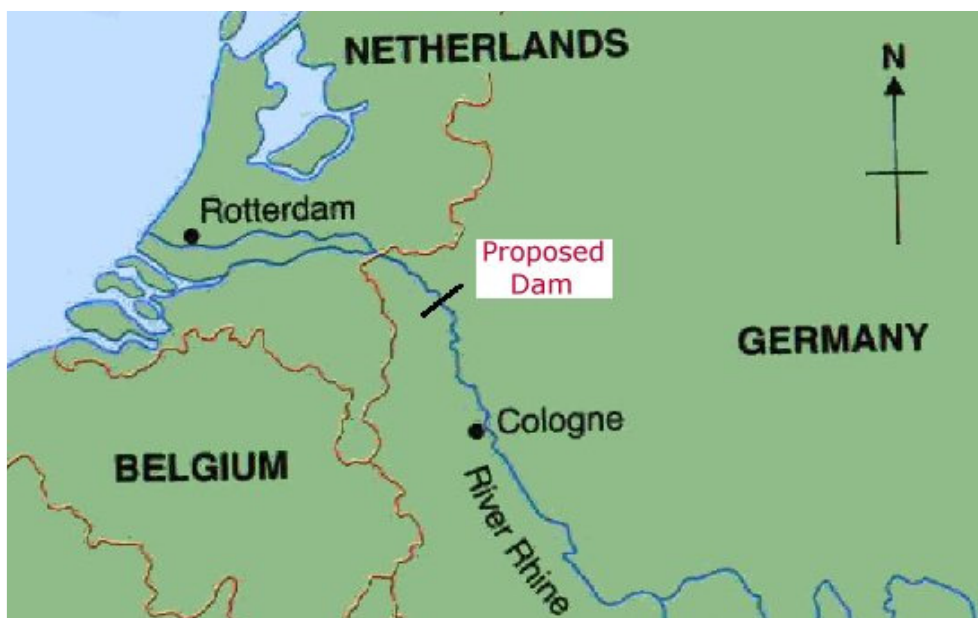 NETHERLANDS
N
Rotterdam
Proposed
Dam
GERMANY
Cologne
BELGIUM
River Rhine